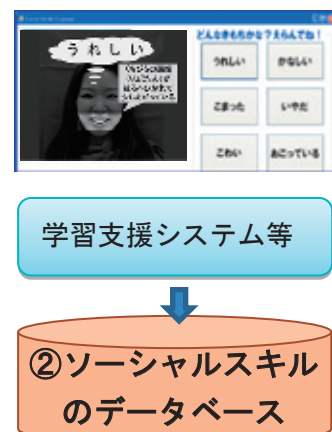 どんなきもちかな？えらんでね！
うれしい
うれしい
かなしい
こまった
いやだ
こわい
おこっている
学習支援システム等
②ソーシャルスキル
のデータベース